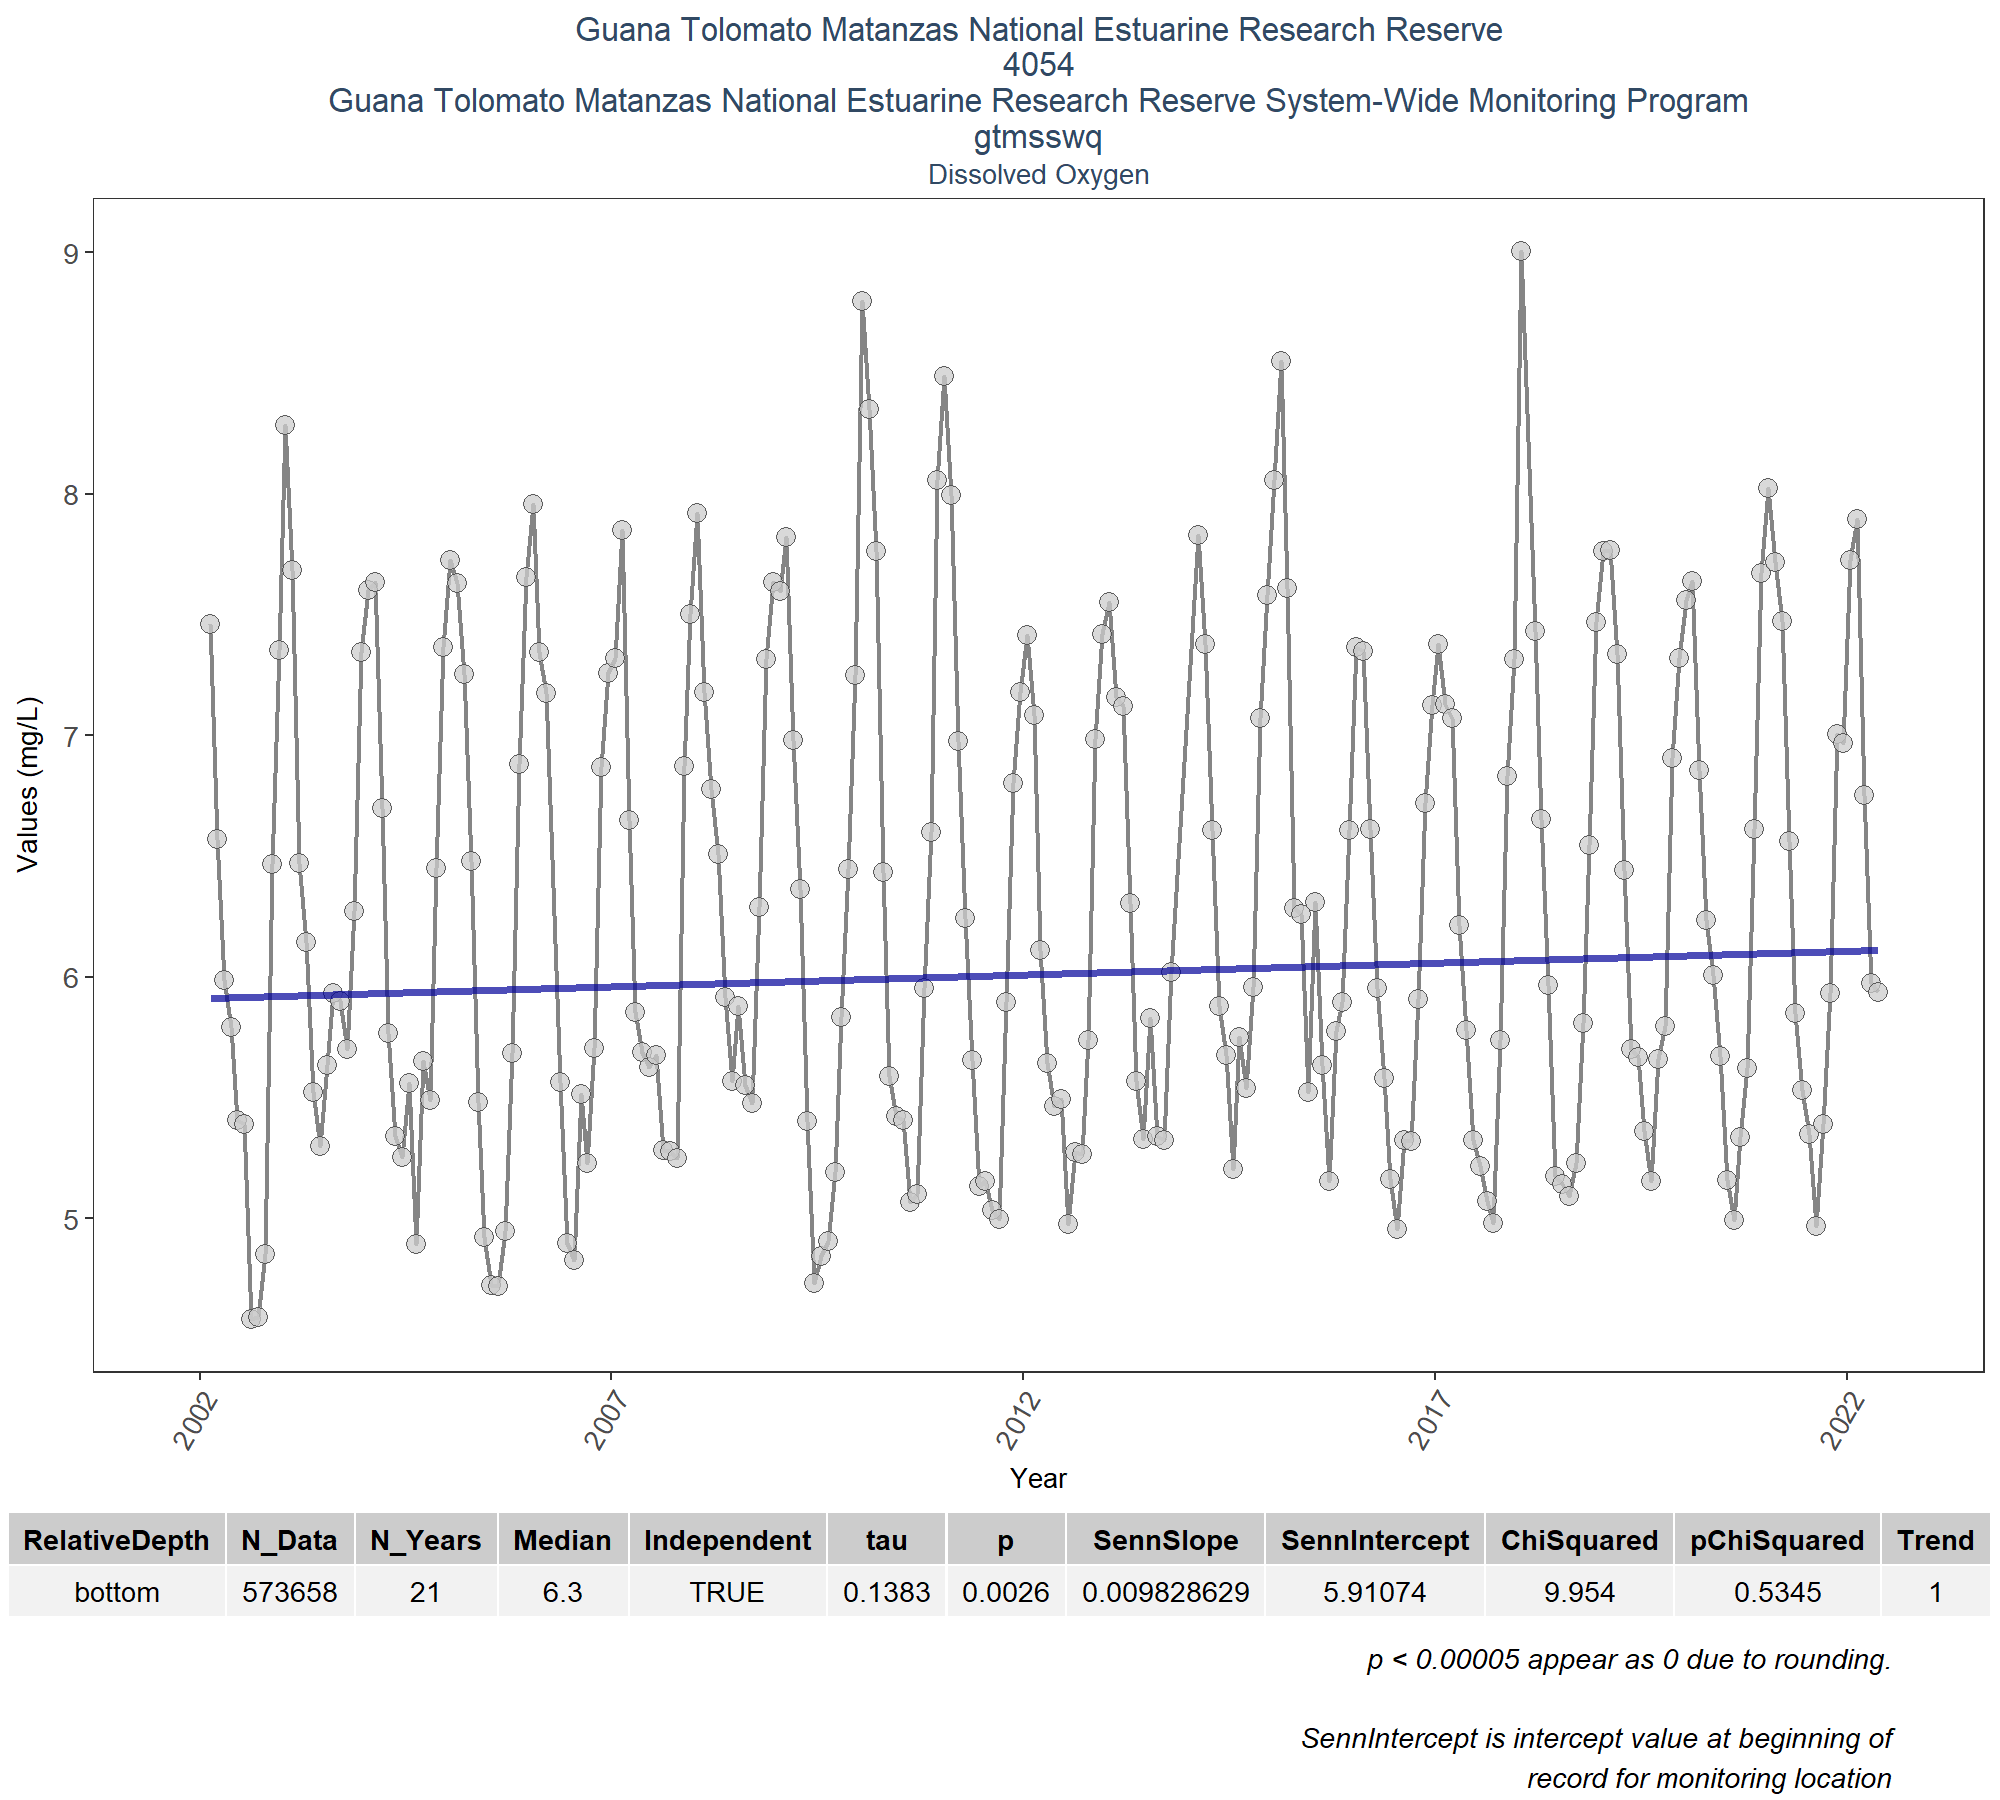 Guana Tolomato Matanzas National Estuarine Research Reserve
4054
Guana Tolomato Matanzas National Estuarine Research Reserve System-Wide Monitoring Program
gtmsswq
Dissolved Oxygen
Values (mg/L)
9
8
7
6
5
2002
2007
2012
2017
2022
Year
RelativeDepth N_Data N_Years Median Independent tau p SennSlope SennIntercept ChiSquared pChiSquared Trend
bottom 573658 21 6.3 TRUE 0.1383 0.0026 0.009828629 5.91074 9.954 0.5345 1
p < 0.00005 appear as 0 due to rounding.
SennIntercept is intercept value at beginning of
record for monitoring location